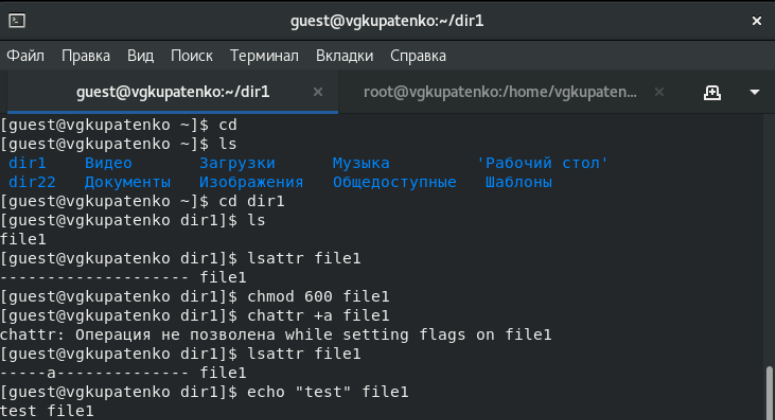 guest@vgkupatenko:~/dir1
Файл Правка Вид Поиск Терминал Вкладки Справка
guest@vgkupatenko:~/dir1 × root@vgkupatenko:/home/vgkupaten... ×
[guest@vgkupatenko ~]$ cd
[guest@vgkupatenko ~]$ ls
dir1 Видео Загрузки Музыка 'Рабочий стол'
dir22 Документы Изображения Общедоступные Шаблоны
[guest@vgkupatenko ~]$ cd dir1
[guest@vgkupatenko dir1]$ ls
file1
[guest@vgkupatenko dir1]$ lsattr file1
-------------------- file1
[guest@vgkupatenko dir1]$ chmod 600 file1
[guest@vgkupatenko dir1]$ chattr +a file1
chattr: Операция не позволена while setting flags on file1
[guest@vgkupatenko dir1]$ lsattr file1
-----a-------------- file1
[guest@vgkupatenko dir1]$ echo "test" file1
test file1